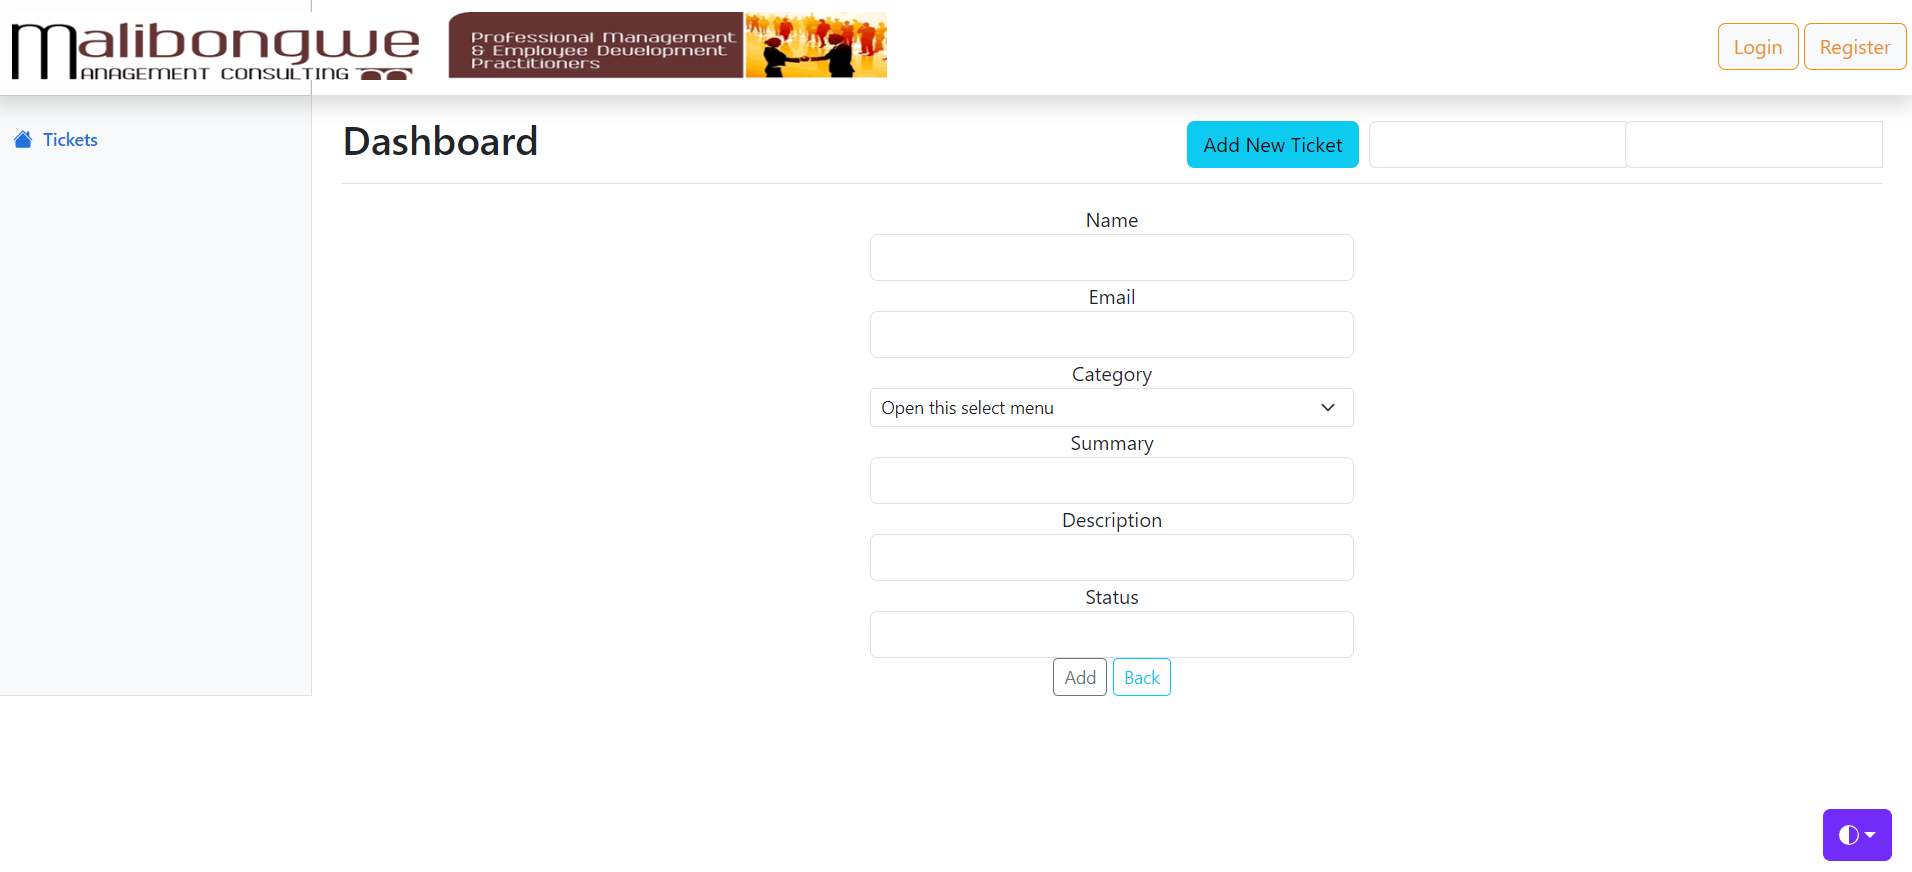 Malibongwe
MANAGEMENT CONSULTING
Professional Management
& Employee Development
Practitioners
Login
Register
Tickets
Dashboard
Add New Ticket
Name
Email
Category
Open this select menu
Summary
Description
Status
Add
Back